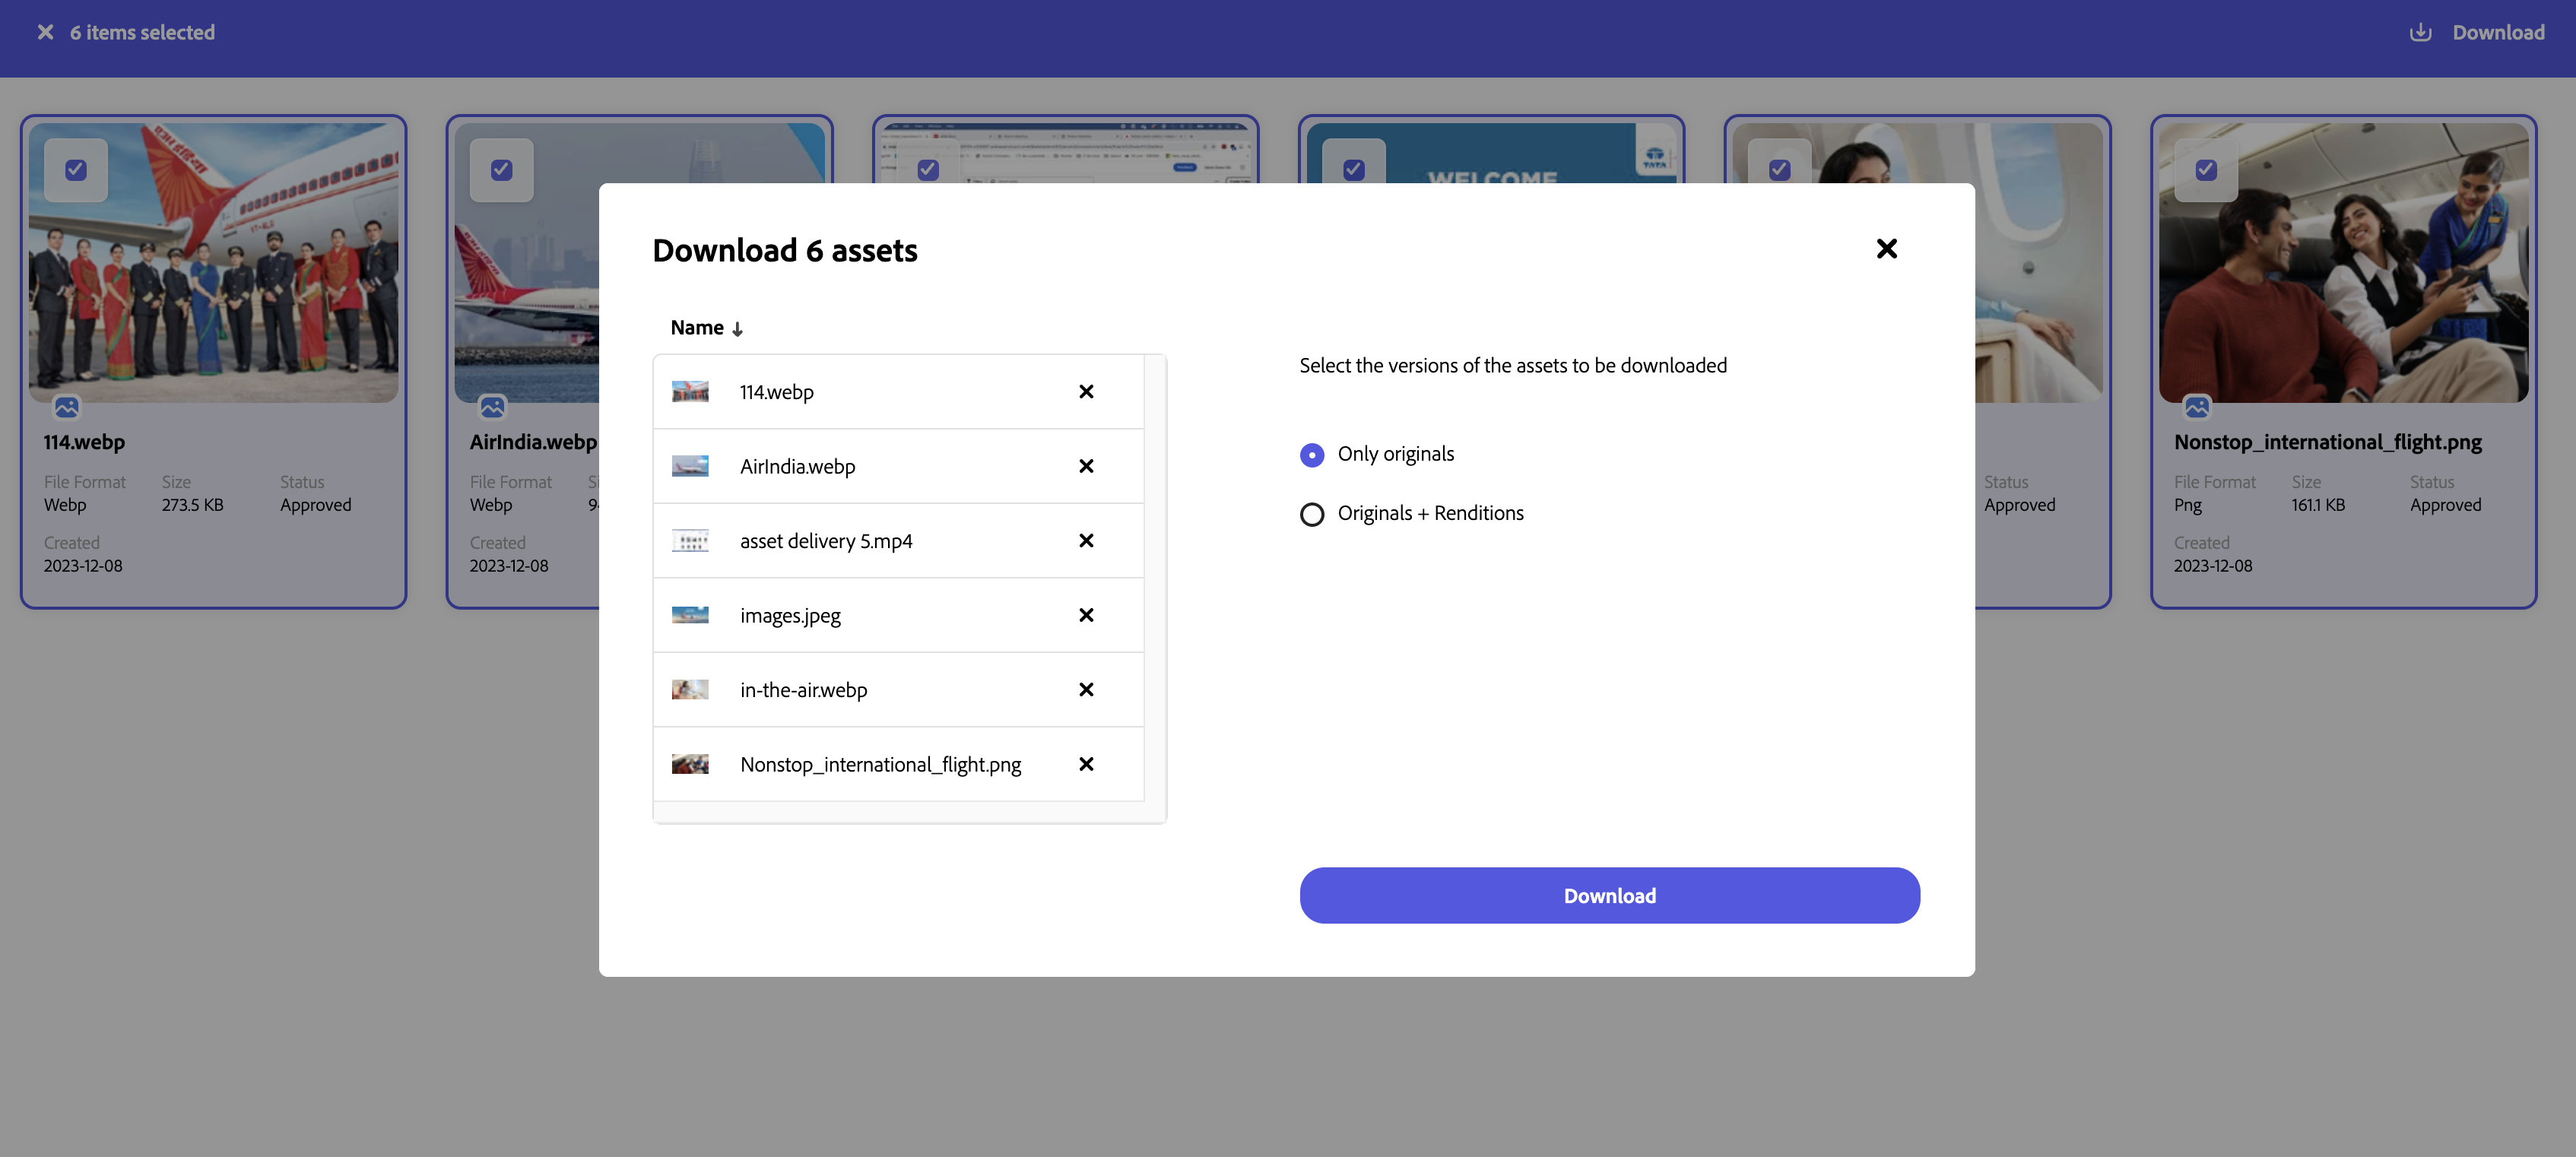 6 items selected
Download
WELCOME
TATA
Download 6 assets
Name
114.webp
AirIndia.webp
asset delivery 5.mp4
images.jpeg
in-the-air.webp
Nonstop_international_flight.png
Select the versions of the assets to be downloaded
Only originals
Originals + Renditions
Download
114.webp
File Format Size Status
Webp 273.5 KB Approved
Created
2023-12-08
AirIndia.webp
File Format
Webp
Created
2023-12-08
Status
Approved
Nonstop_international_flight.png
File Format Size Status
Png 161.1 KB Approved
Created
2023-12-08